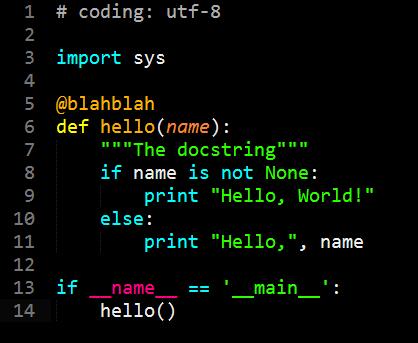 1 # coding: utf-8
2
3 import sys
4
5 @blahblah
6 def hello(name):
7     """The docstring"""
8     if name is not None:
9         print "Hello, World!"
10     else:
11         print "Hello,", name
12
13 if __name__ == '__main__':
14     hello()